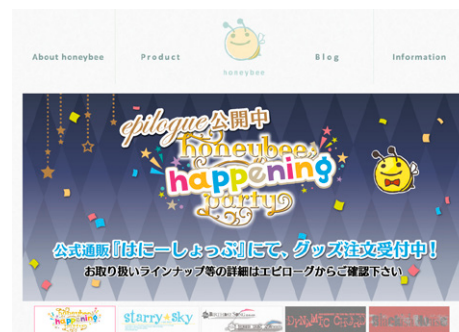 About honeybee
Product
honeybee
Blog
Information
epilogue公開中
honeybee
happening
party
公式通販『はにーしょっぷ』にて、グッズ注文受付中!
お取り扱いラインナップ等の詳細はエピローグからご確認下さい
happening
starry☆sky